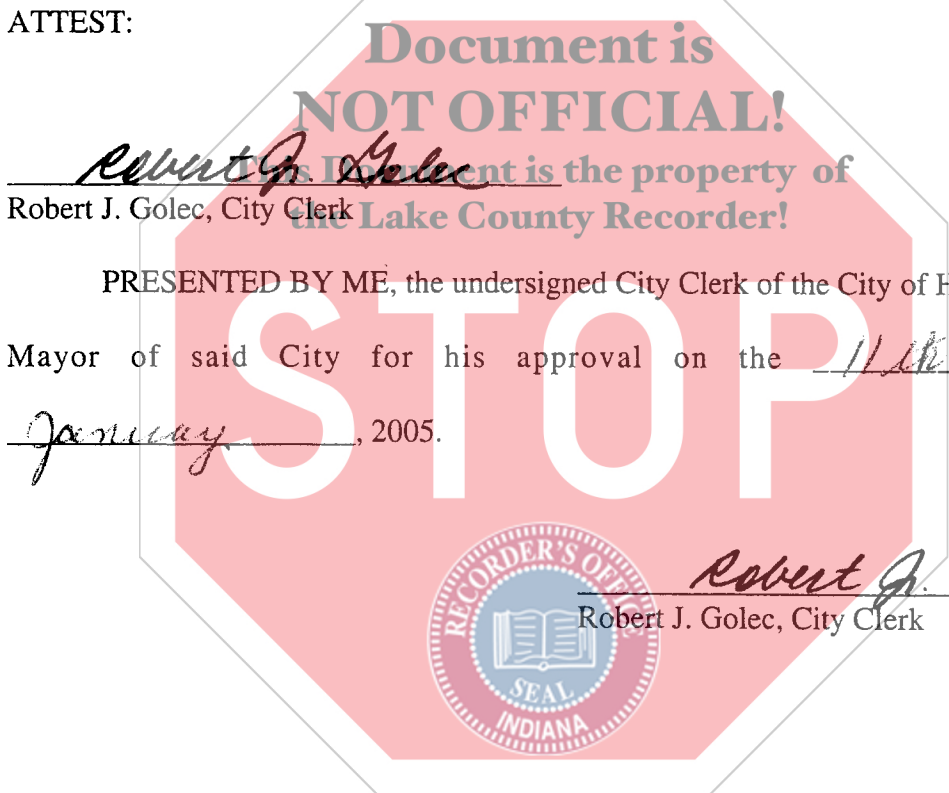 ATTEST:
Document is
NOT OFFICIAL!
Robert J. Golec
This Document is the property of
Robert J. Golec, City Clerk
the Lake County Recorder!
PRESENTED BY ME, the undersigned City Clerk of the City of H
Mayor of said City for his approval on the 11th
January, 2005.
STOP
RECORDER'S OFFICE
SEAL
INDIANA
Robert J.
Robert J. Golec, City Clerk